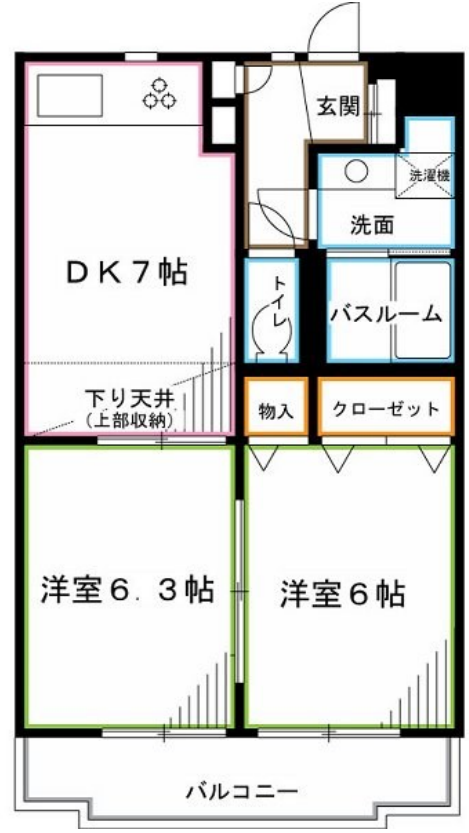 玄関
洗濯機
洗面
DK7帖
トイレ
バスルーム
下り天井
(上部収納)
物入
クローゼット
洋室6.3帖
洋室6帖
バルコニー